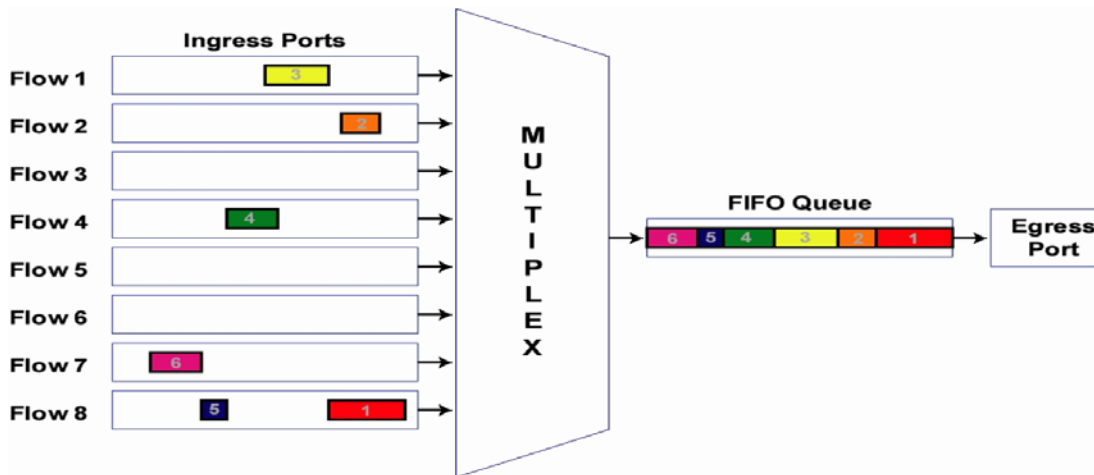 Ingress Ports
Flow 1
3
Flow 2
2
Flow 3
Flow 4
4
Flow 5
Flow 6
Flow 7
6
Flow 8
5 1
MULTIPLEX
FIFO Queue
6 5 4 3 2 1
Egress
Port